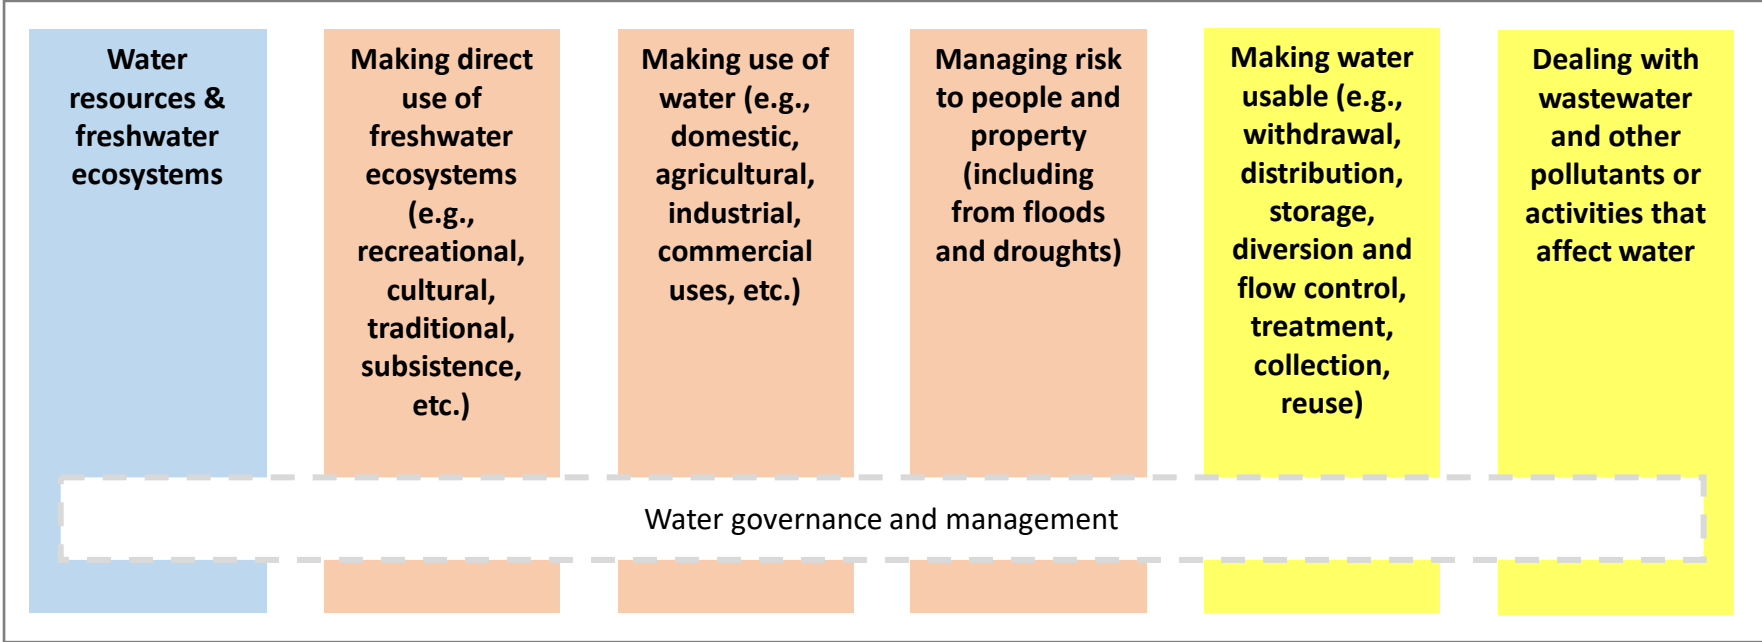 Water
resources &
freshwater
ecosystems
Making direct
use of
freshwater
ecosystems
(e.g.,
recreational,
cultural,
traditional,
subsistence,
etc.)
Making use of
water (e.g.,
domestic,
agricultural,
industrial,
commercial
uses, etc.)
Managing risk
to people and
property
(including
from floods
and droughts)
Making water
usable (e.g.,
withdrawal,
distribution,
storage,
diversion and
flow control,
treatment,
collection,
reuse)
Dealing with
wastewater
and other
pollutants or
activities that
affect water
Water governance and management